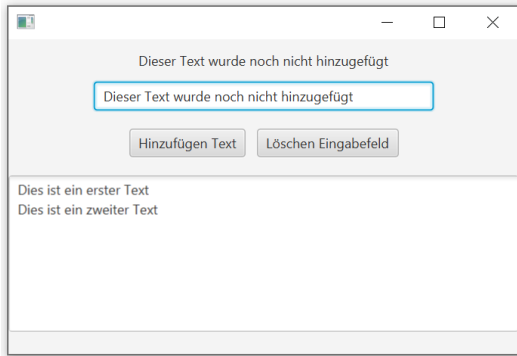 Dieser Text wurde noch nicht hinzugefügt
Dieser Text wurde noch nicht hinzugefügt
Hinzufügen Text Löschen Eingabefeld
Dies ist ein erster Text
Dies ist ein zweiter Text